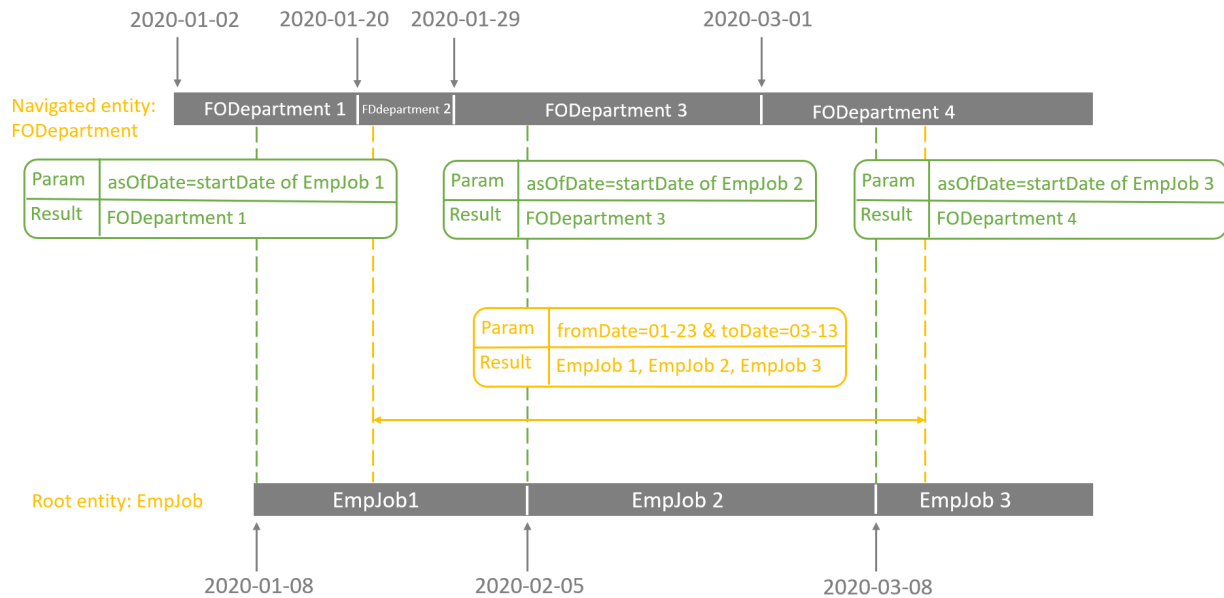 2020-01-02
2020-01-20
2020-01-29
2020-03-01
Navigated entity:
FODepartment
FODepartment 1
FDdepartment 2
FODepartment 3
FODepartment 4
Param
asOfDate=startDate of EmpJob 1
Result
FODepartment 1
Param
asOfDate=startDate of EmpJob 2
Result
FODepartment 3
Param
asOfDate=startDate of EmpJob 3
Result
FODepartment 4
Param
fromDate=01-23 & toDate=03-13
Result
EmpJob 1, EmpJob 2, EmpJob 3
Root entity: EmpJob
EmpJob1
EmpJob 2
EmpJob 3
2020-01-08
2020-02-05
2020-03-08